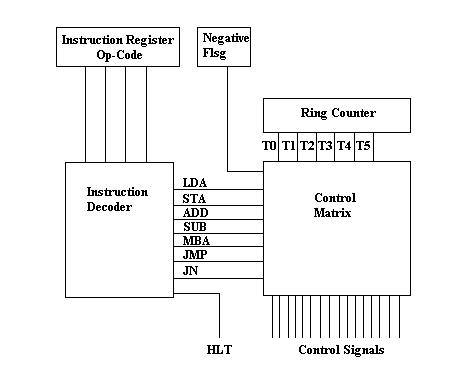 Instruction Register
Op-Code
Negative
Flsg
Ring Counter
T0 T1 T2 T3 T4 T5
Instruction
Decoder
LDA
STA
ADD
SUB
MBA
JMP
JN
Control
Matrix
HLT
Control Signals